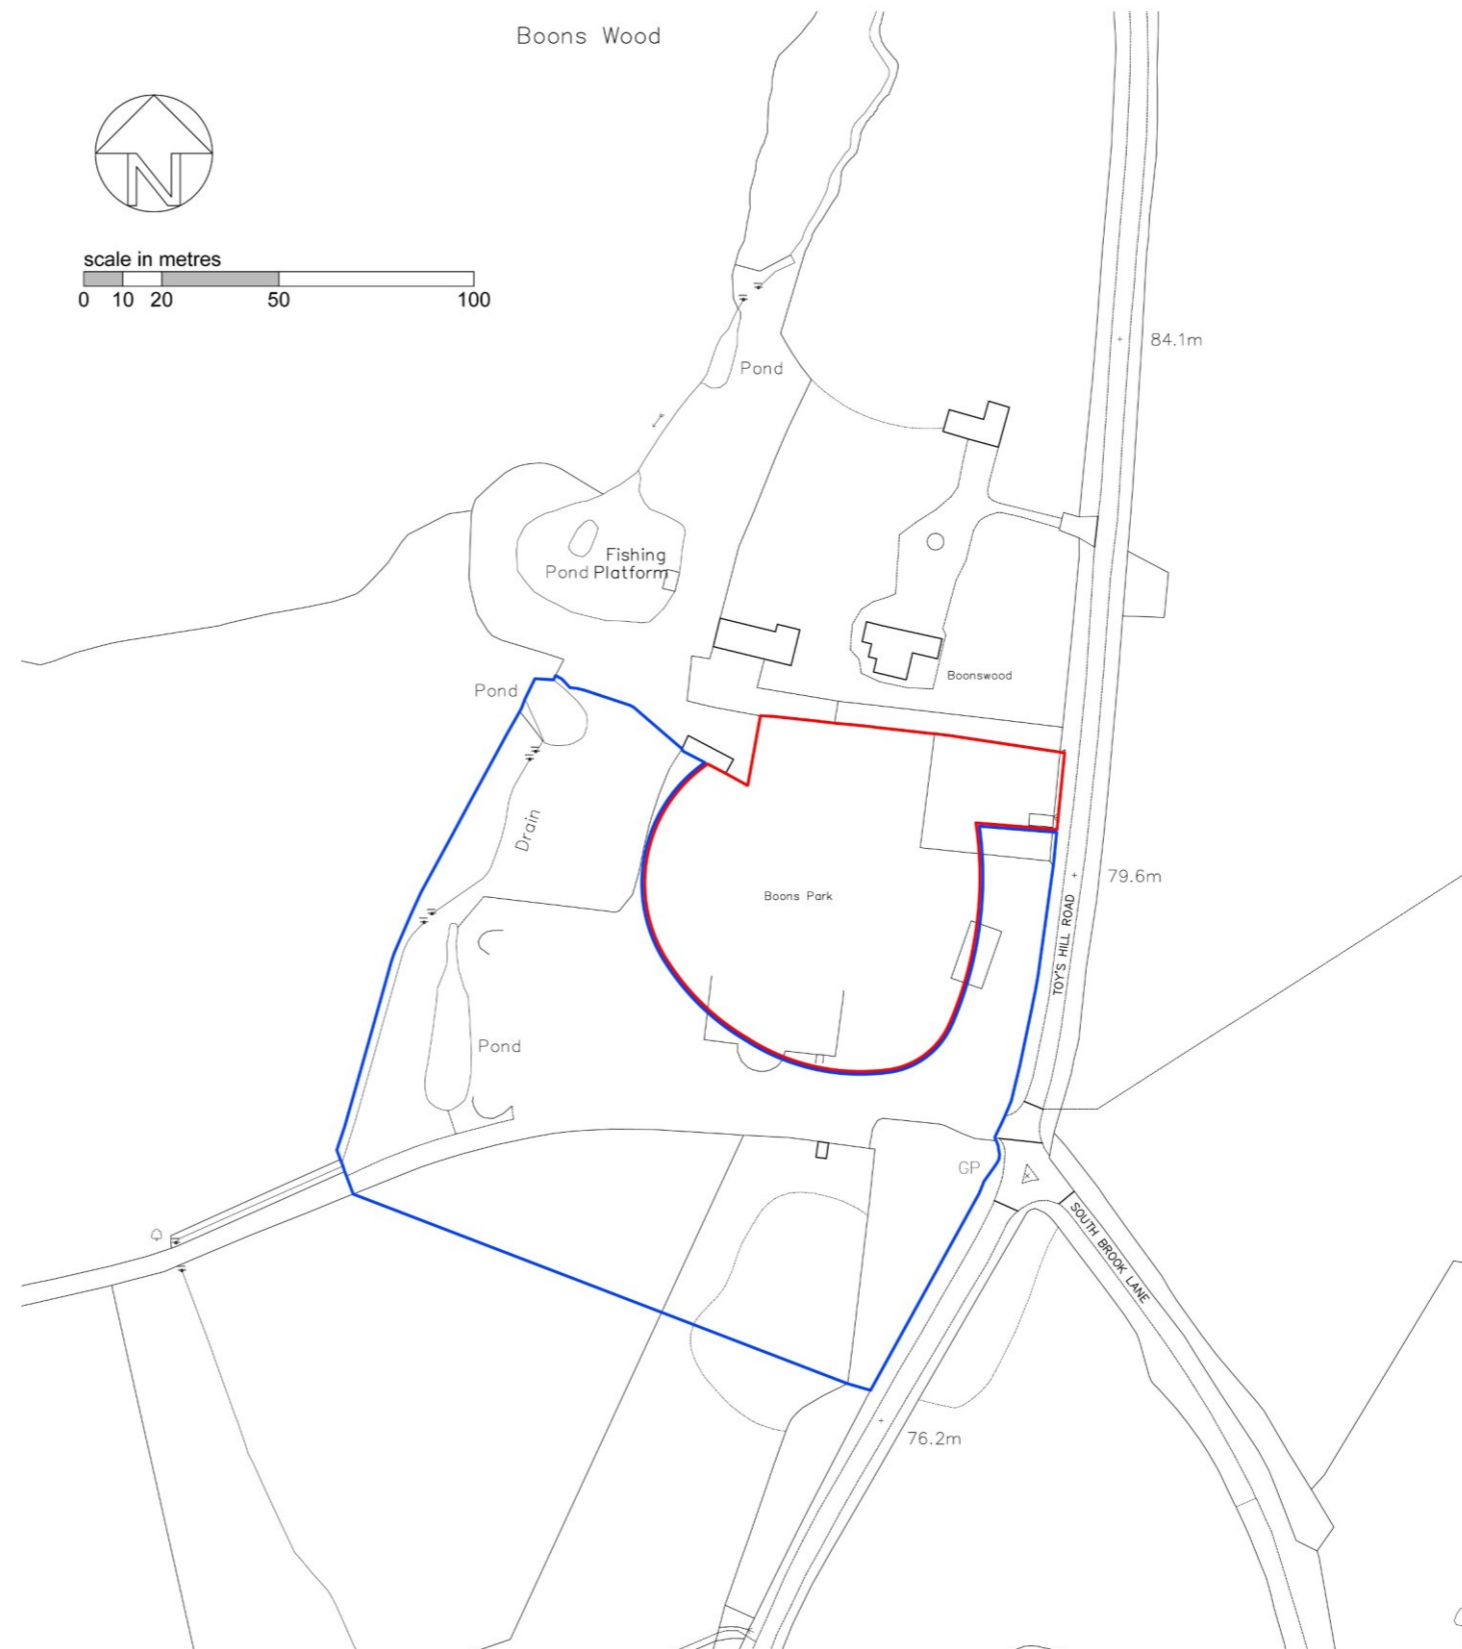 Boons Wood
N
scale in metres
0 10 20 50 100
84.1m
Pond
Fishing
Pond Platform
Boonswood
Pond
Drain
79.6m
Boons Park
TOY'S HILL ROAD
Pond
GP
SOUTH BROOK LANE
76.2m